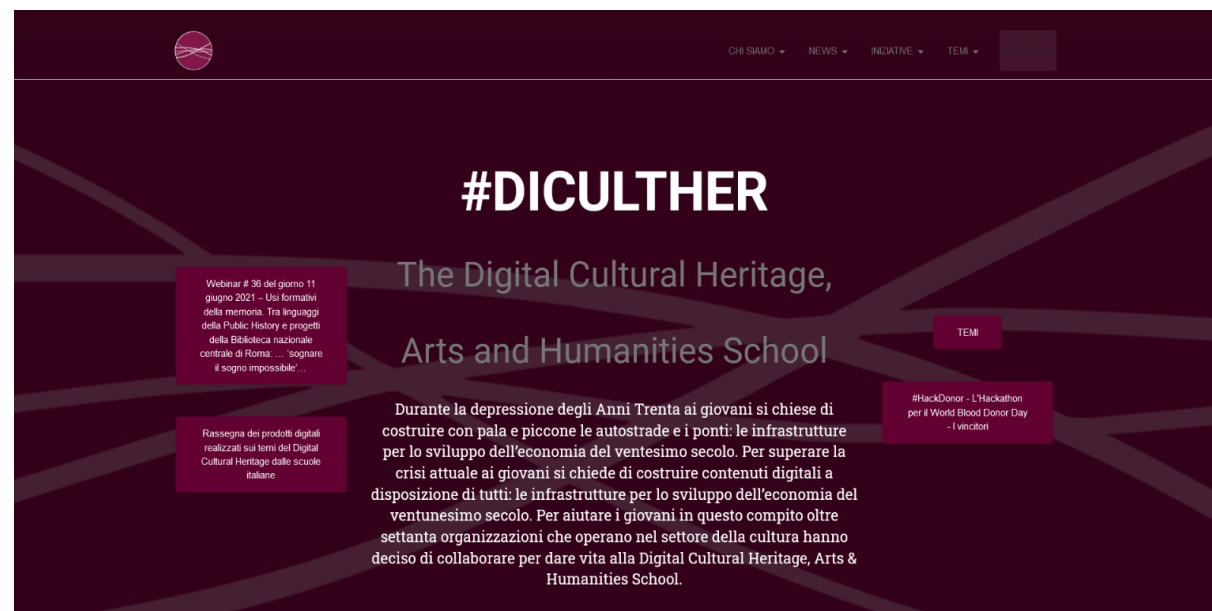 CHI SIAMO
NEWS
INIZIATIVE
TEMI
#DICULTHER
The Digital Cultural Heritage,
Arts and Humanities School
Webinar # 36 del giorno 11
giugno 2021 – Usi formativi
della memoria. Tra linguaggi
della Public History e progetti
della Biblioteca nazionale
centrale di Roma: … 'sognare
il sogno impossibile'…
Rassegna dei prodotti digitali
realizzati sui temi del Digital
Cultural Heritage dalle scuole
italiane
Durante la depressione degli Anni Trenta ai giovani si chiese di
costruire con pala e piccone le autostrade e i ponti: le infrastrutture
per lo sviluppo dell’economia del ventesimo secolo. Per superare la
crisi attuale ai giovani si chiede di costruire contenuti digitali a
disposizione di tutti: le infrastrutture per lo sviluppo dell’economia del
ventunesimo secolo. Per aiutare i giovani in questo compito oltre
settanta organizzazioni che operano nel settore della cultura hanno
deciso di collaborare per dare vita alla Digital Cultural Heritage, Arts &
Humanities School.
TEMI
#HackDonor - L'Hackathon
per il World Blood Donor Day
- I vincitori